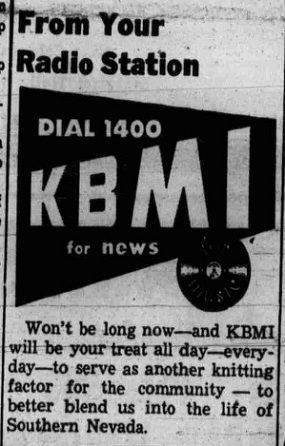 From Your
Radio Station
DIAL 1400
KBMI
for news
MUSIC
Won't be long now—and KBMI
will be your treat all day—every-
day—to serve as another knitting
factor for the community — to
better blend us into the life of
Southern Nevada.